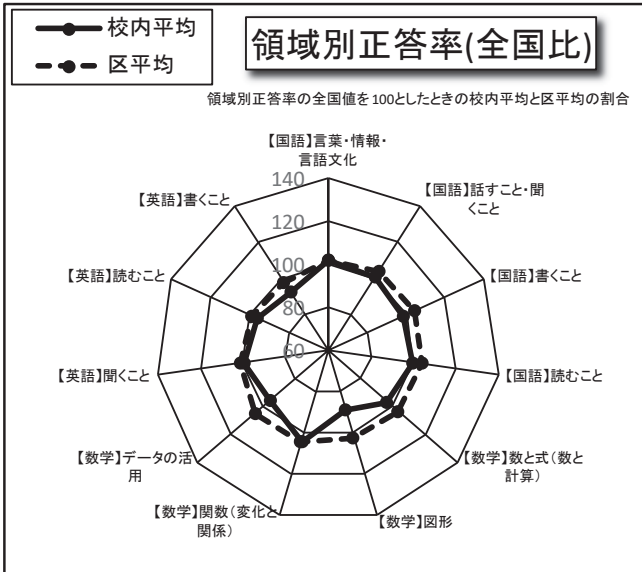 校内平均
区平均
領域別正答率(全国比)
領域別正答率の全国値を100としたときの校内平均と区平均の割合
【国語】言葉・情報・
言語文化
【国語】話すこと・聞
くこと
【国語】書くこと
【国語】読むこと
【数学】数と式(数と
計算)
【数学】図形
【数学】関数(変化と
関係)
【数学】データの活
用
【英語】聞くこと
【英語】読むこと
【英語】書くこと
140
120
100
80
60